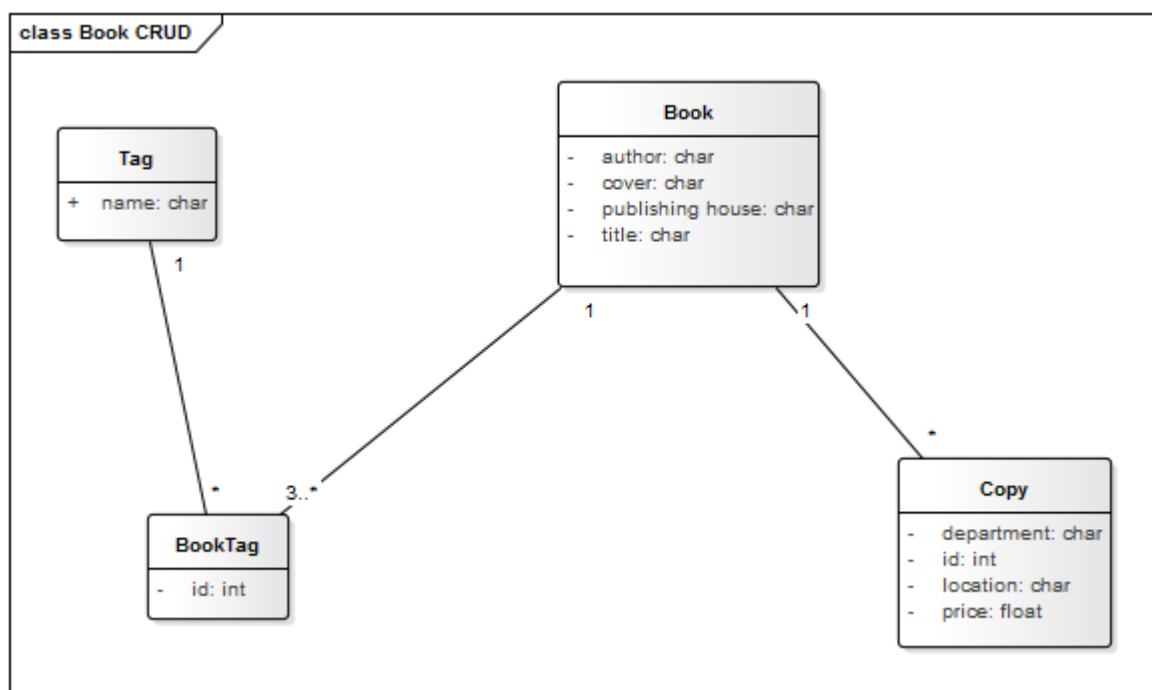 class Book CRUD
Book
- author: char
- cover: char
- publishing house: char
- title: char
Tag
+ name: char
1
1
1
*
3..*
*
BookTag
- id: int
Copy
- department: char
- id: int
- location: char
- price: float